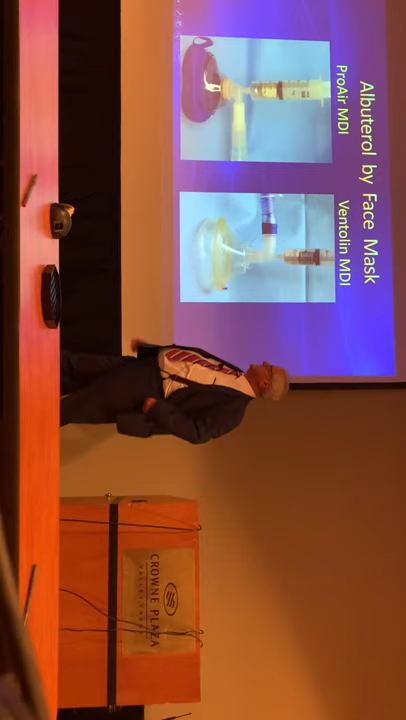 Albuterol by Face Mask
ProAir MDI
Ventolin MDI
CROWNE PLAZA